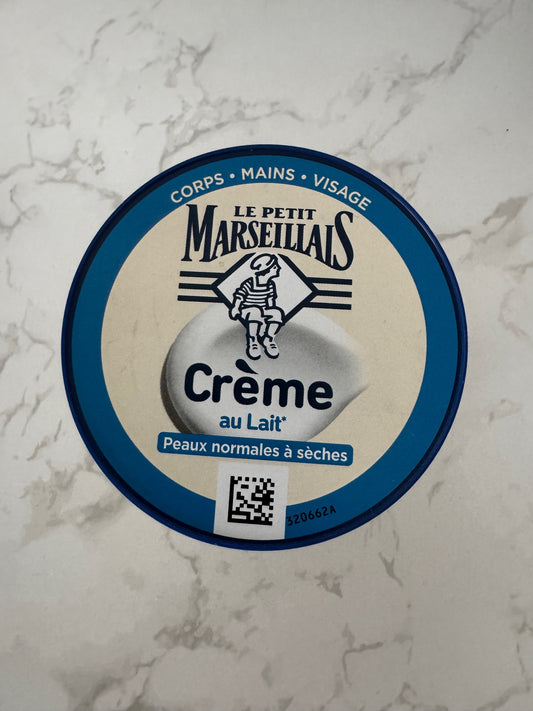 CORPS • MAINS • VISAGE
LE PETIT
MARSEILLAIS
Crème
au Lait*
Peaux normales à sèches
320662A